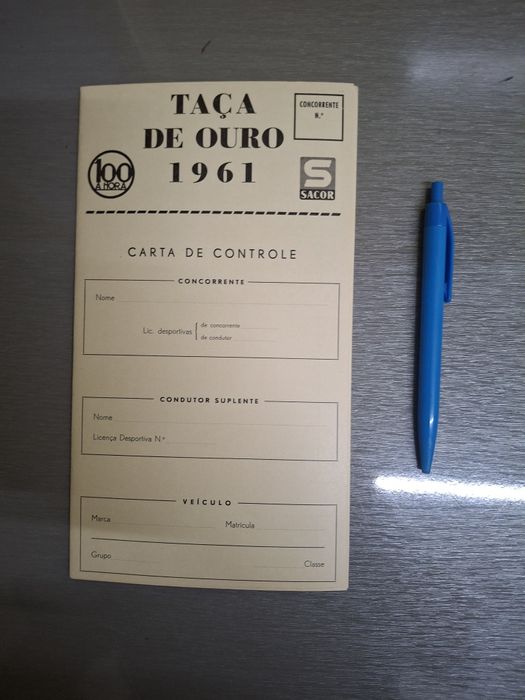 TAÇA
DE OURO
1961
CONCORRENTE
N.º
100
À HORA
S
SACOR
CARTA DE CONTROLE
CONCORRENTE
Nome
Lic. desportivas { de concorrente
de condutor
CONDUTOR SUPLENTE
Nome
Licença Desportiva N.º
VEÍCULO
Marca Matrícula
Grupo Classe